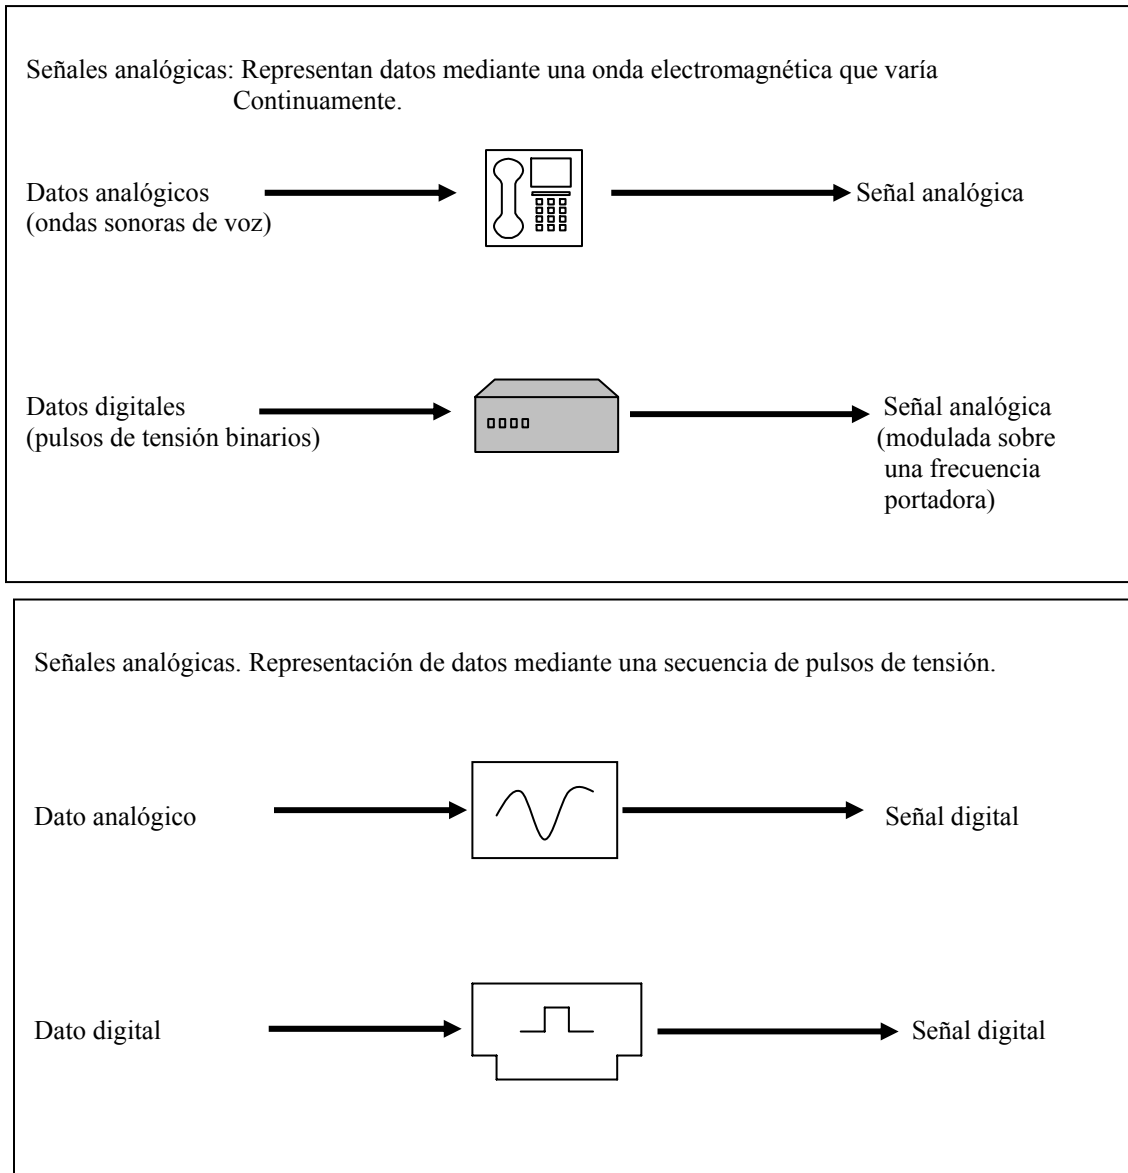 Señales analógicas: Representan datos mediante una onda electromagnética que varía
Continuamente.
Datos analógicos
(ondas sonoras de voz)
Señal analógica
Datos digitales
(pulsos de tensión binarios)
Señal analógica
(modulada sobre
una frecuencia
portadora)
Señales analógicas. Representación de datos mediante una secuencia de pulsos de tensión.
Dato analógico
Señal digital
Dato digital
Señal digital